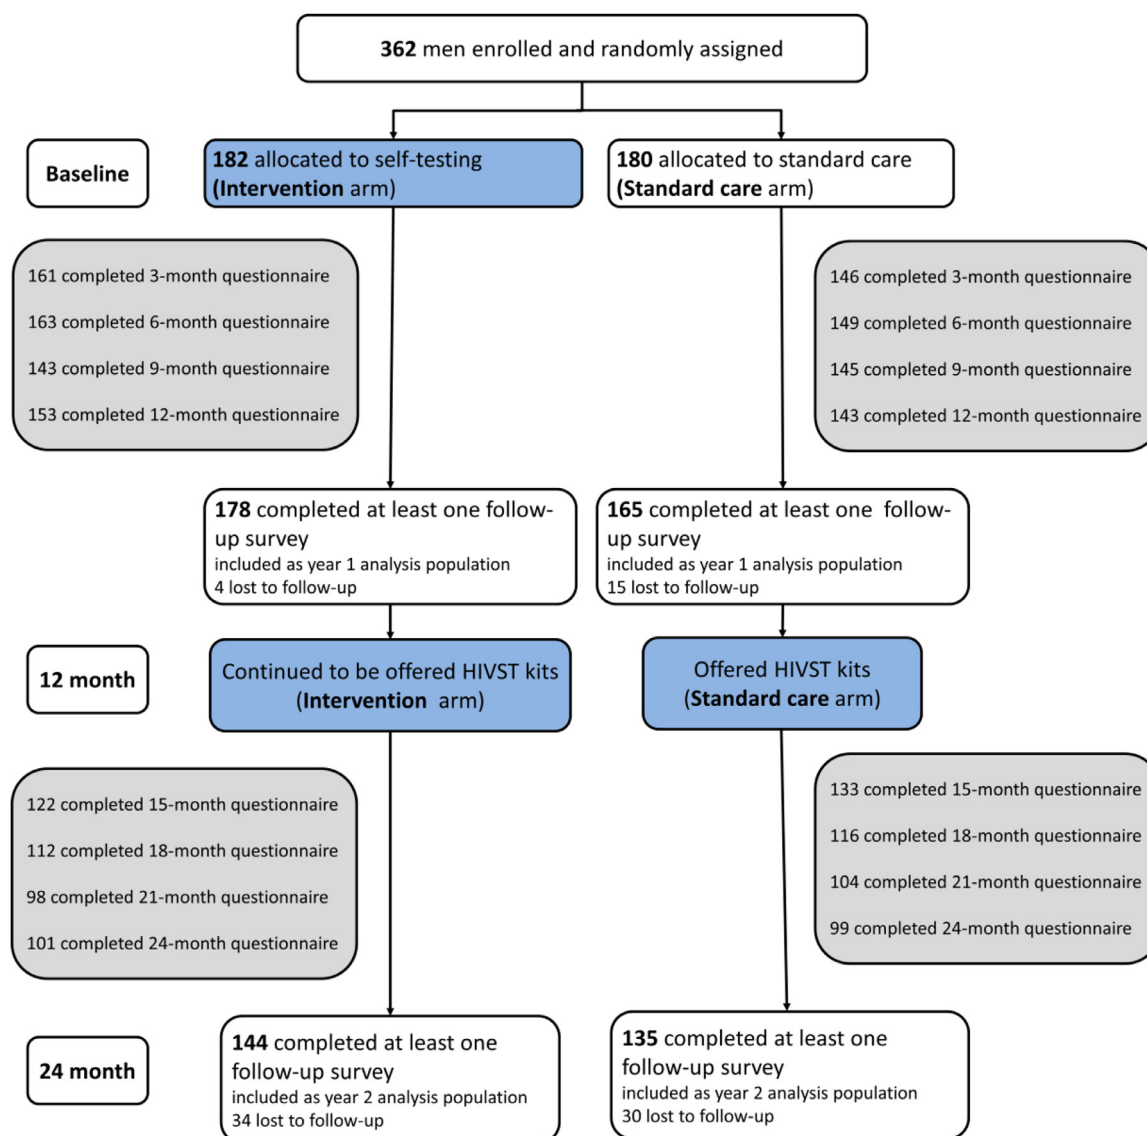 362 men enrolled and randomly assigned
Baseline
182 allocated to self-testing
(Intervention arm)
180 allocated to standard care
(Standard care arm)
161 completed 3-month questionnaire
163 completed 6-month questionnaire
143 completed 9-month questionnaire
153 completed 12-month questionnaire
146 completed 3-month questionnaire
149 completed 6-month questionnaire
145 completed 9-month questionnaire
143 completed 12-month questionnaire
178 completed at least one follow-
up survey
included as year 1 analysis population
4 lost to follow-up
165 completed at least one follow-
up survey
included as year 1 analysis population
15 lost to follow-up
12 month
Continued to be offered HIVST kits
(Intervention arm)
Offered HIVST kits
(Standard care arm)
122 completed 15-month questionnaire
112 completed 18-month questionnaire
98 completed 21-month questionnaire
101 completed 24-month questionnaire
133 completed 15-month questionnaire
116 completed 18-month questionnaire
104 completed 21-month questionnaire
99 completed 24-month questionnaire
24 month
144 completed at least one
follow-up survey
included as year 2 analysis population
34 lost to follow-up
135 completed at least one
follow-up survey
included as year 2 analysis population
30 lost to follow-up